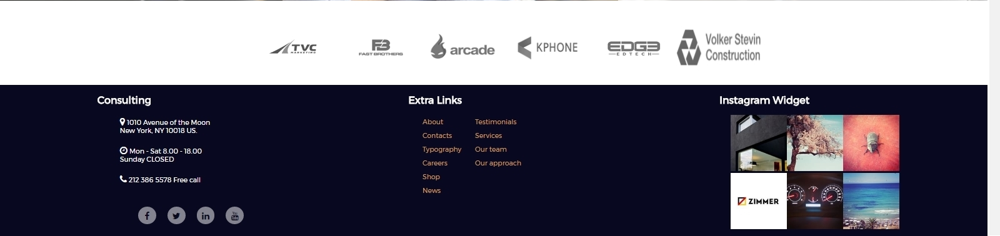 TVC
MARKETING
FB
FAST BROTHERS
arcade
KPHONE
EDG3
EDTECH
Volker Stevin
Construction
Consulting
1010 Avenue of the Moon
New York, NY 10018 US.
Mon - Sat 8.00 - 18.00
Sunday CLOSED
212 386 5578 Free call
Extra Links
About
Contacts
Typography
Careers
Shop
News
Testimonials
Services
Our team
Our approach
Instagram Widget
ZIMMER